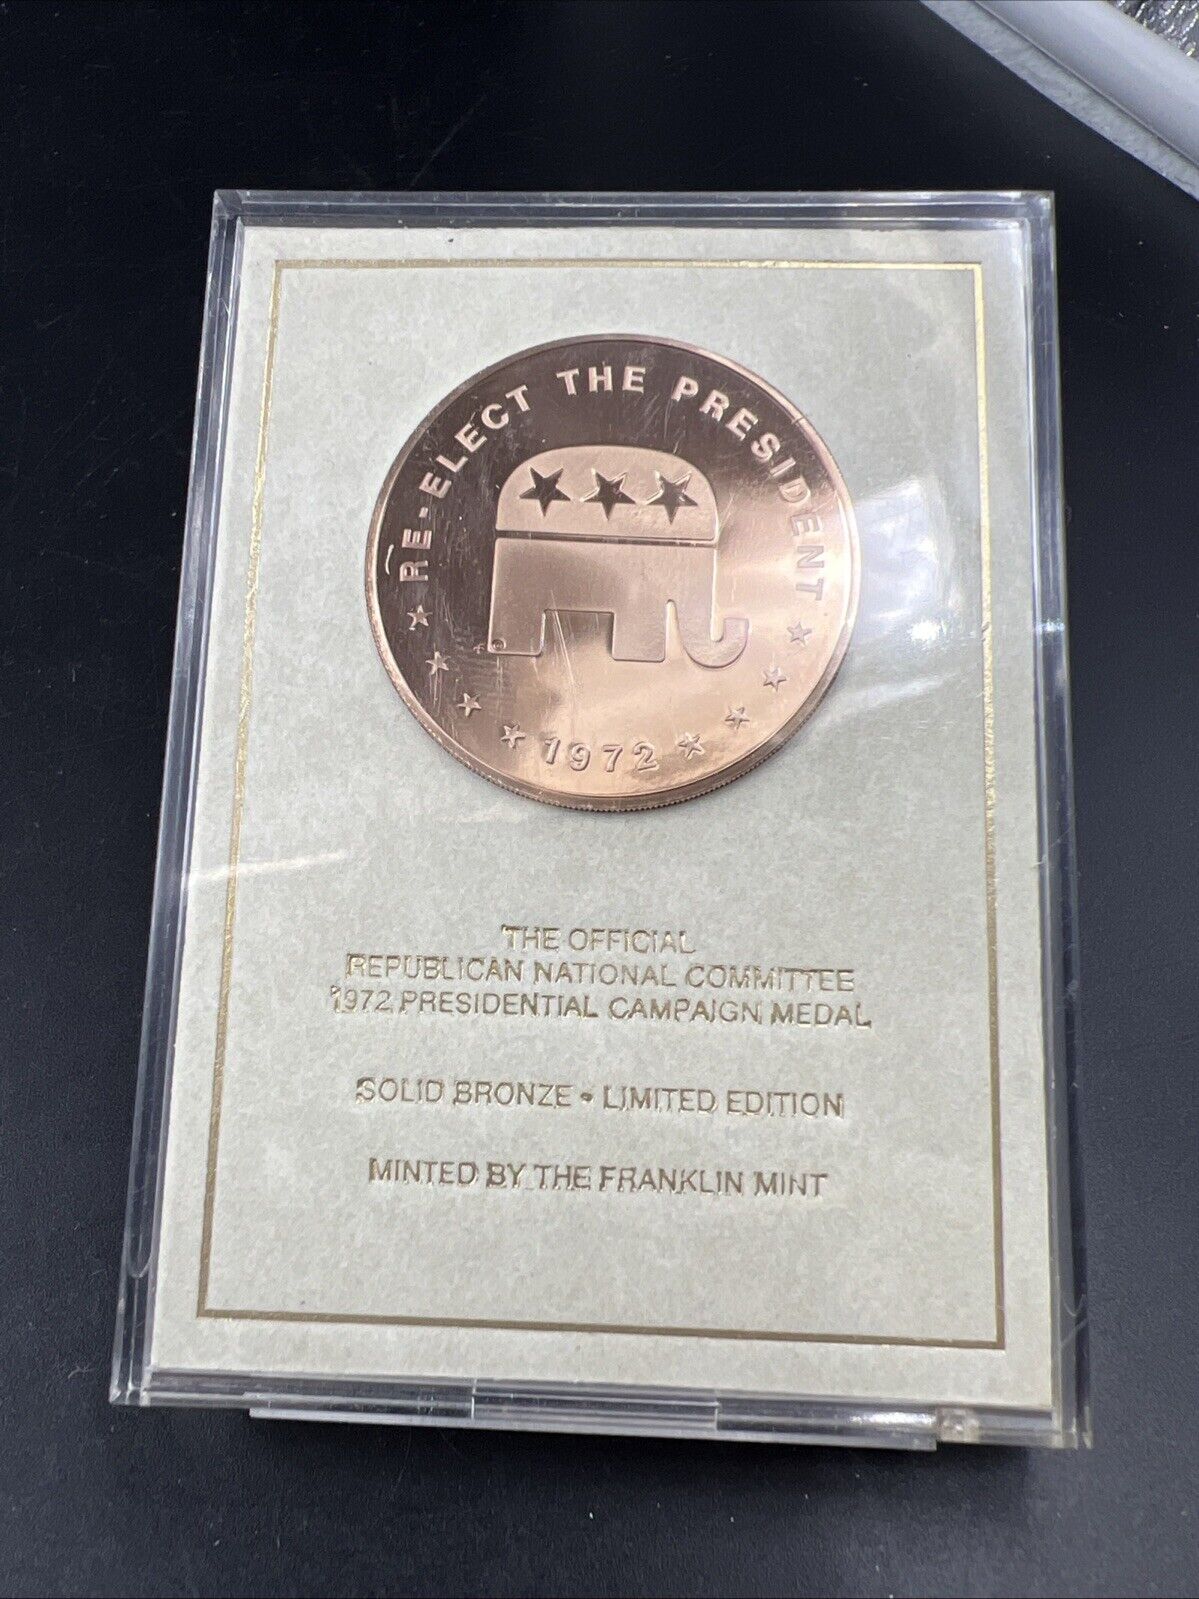 RE-ELECT THE PRESIDENT
1972
THE OFFICIAL
REPUBLICAN NATIONAL COMMITTEE
1972 PRESIDENTIAL CAMPAIGN MEDAL
SOLID BRONZE • LIMITED EDITION
MINTED BY THE FRANKLIN MINT